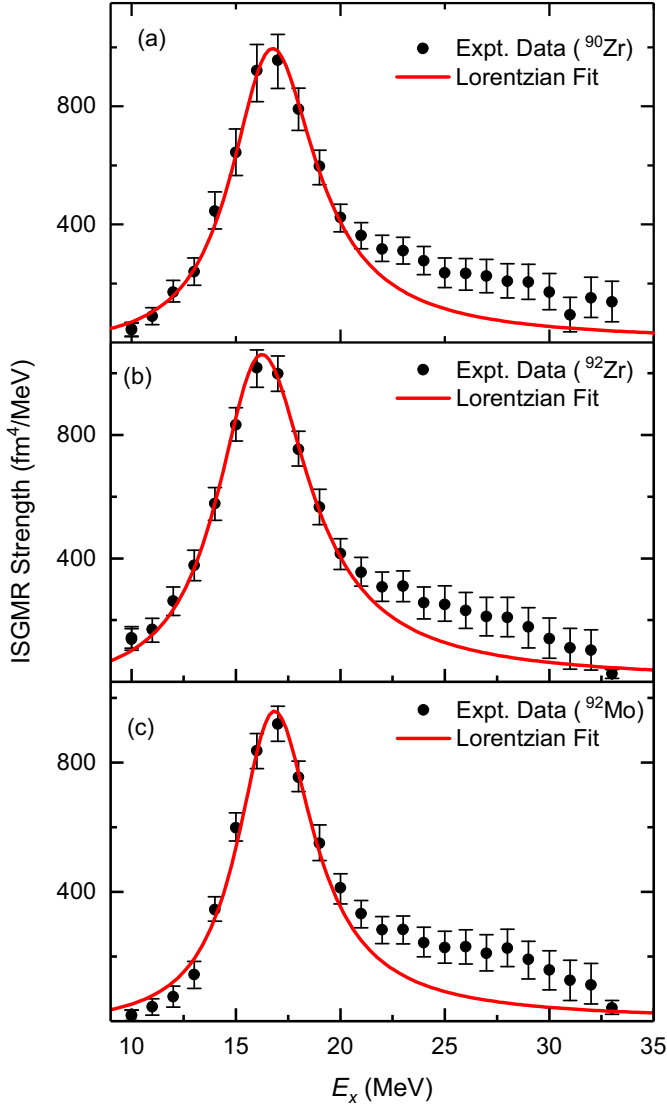 (a)
Expt. Data ( ⁹⁰Zr)
Lorentzian Fit
800
400
(b)
Expt. Data ( ⁹²Zr)
Lorentzian Fit
800
400
ISGMR Strength (fm⁴/MeV)
(c)
Expt. Data ( ⁹²Mo)
Lorentzian Fit
800
400
10 15 20 25 30 35
Eₓ (MeV)